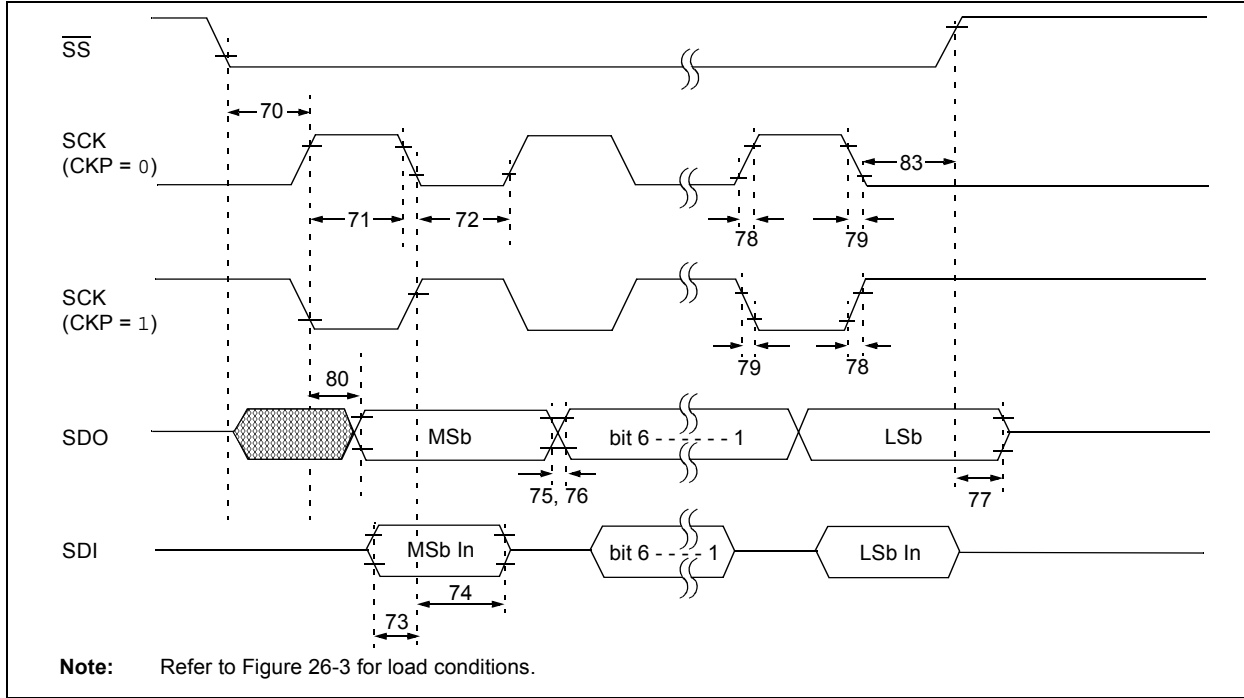 SS
70
SCK
(CKP = 0)
83
71
72
78
79
SCK
(CKP = 1)
79
78
80
SDO
MSb
bit 6 - - - - - - 1
LSb
75, 76
77
SDI
MSb In
bit 6 - - - - 1
LSb In
74
73
Note: Refer to Figure 26-3 for load conditions.